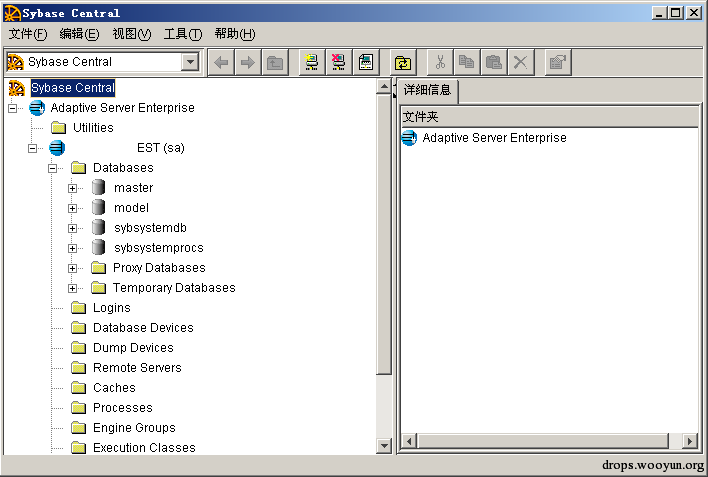 Sybase Central
文件(F) 编辑(E) 视图(V) 工具(T) 帮助(H)
Sybase Central
Sybase Central
Adaptive Server Enterprise
Utilities
EST (sa)
Databases
master
model
sybsystemdb
sybsystemprocs
Proxy Databases
Temporary Databases
Logins
Database Devices
Dump Devices
Remote Servers
Caches
Processes
Engine Groups
Execution Classes
详细信息
文件夹
Adaptive Server Enterprise
drops.wooyun.org